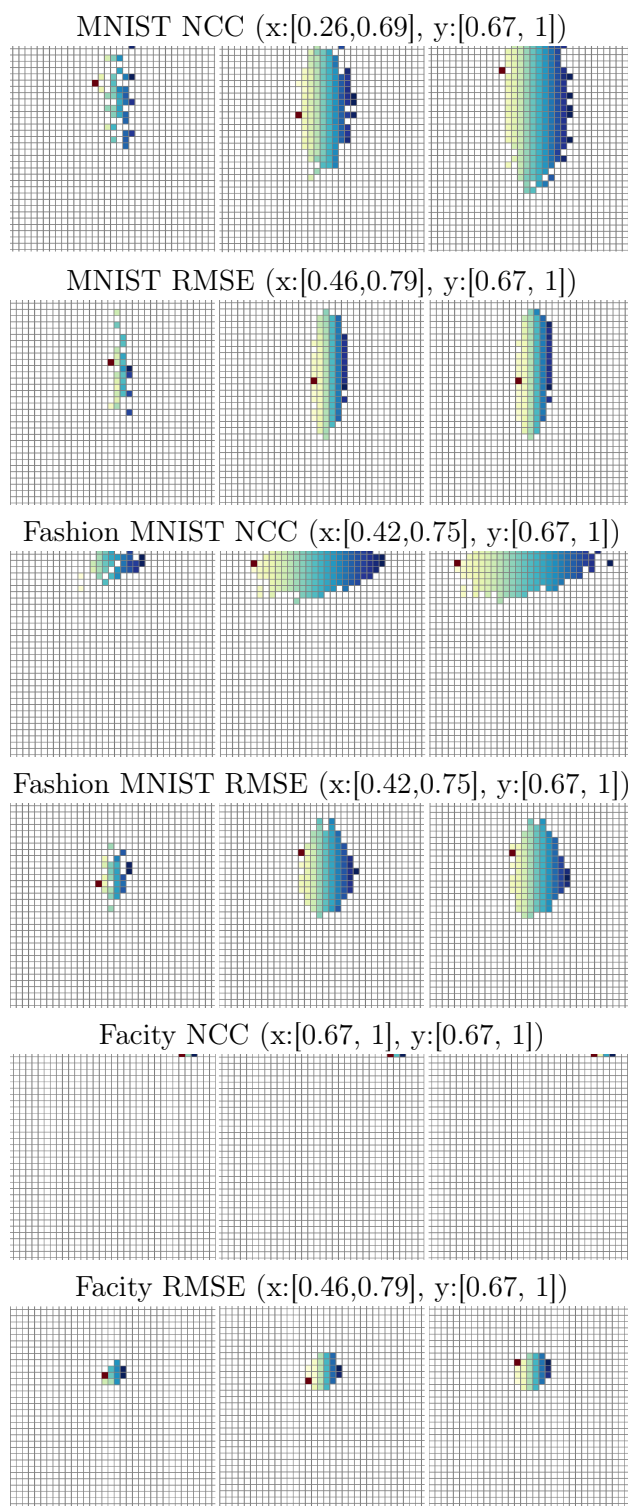 MNIST NCC (x:[0.26,0.69], y:[0.67, 1])
MNIST RMSE (x:[0.46,0.79], y:[0.67, 1])
Fashion MNIST NCC (x:[0.42,0.75], y:[0.67, 1])
Fashion MNIST RMSE (x:[0.42,0.75], y:[0.67, 1])
Facity NCC (x:[0.67, 1], y:[0.67, 1])
Facity RMSE (x:[0.46,0.79], y:[0.67, 1])